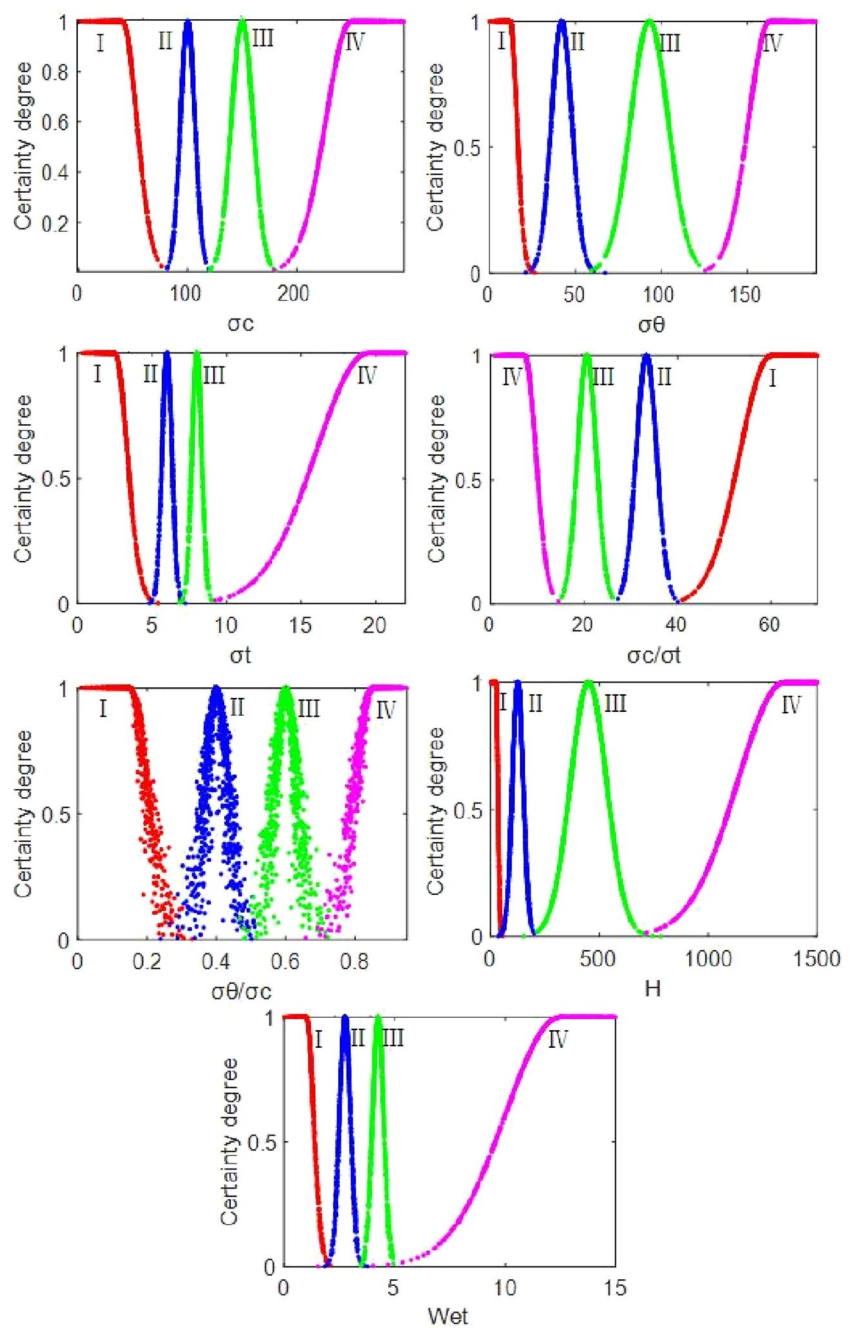 Certainty degree
1
0.8
0.6
0.4
0.2
I
II
III
IV
0
100
200
σc
Certainty degree
1
0.5
0
I
II
III
IV
0
50
100
150
σθ
Certainty degree
1
0.5
0
I
II
III
IV
0
5
10
15
20
σt
Certainty degree
1
0.5
0
IV
III
II
I
0
20
40
60
σc/σt
Certainty degree
1
0.5
0
I
II
III
IV
0
0.2
0.4
0.6
0.8
σθ/σc
Certainty degree
1
0.5
0
I
II
III
IV
0
500
1000
1500
H
Certainty degree
1
0.5
0
I
II
III
IV
0
5
10
15
Wet